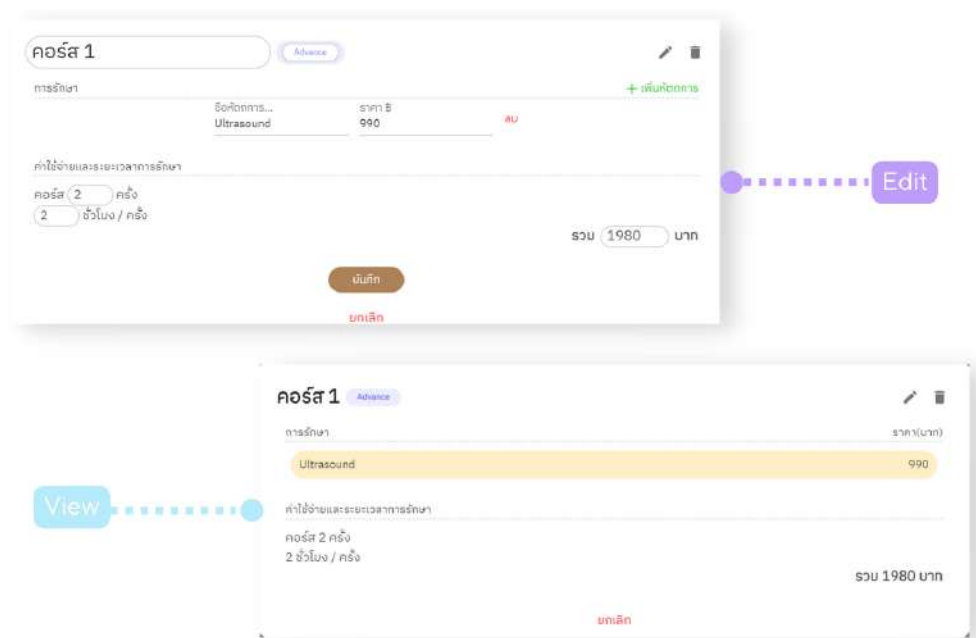 คอร์ส 1 Advance
การรักษา + เพิ่มหัตถการ
ชื่อหัตถการ... ราคา ฿
Ultrasound 990 ลบ
ค่าใช้จ่ายและระยะเวลาการรักษา
Edit
คอร์ส 2 ครั้ง
2 ชั่วโมง / ครั้ง
รวม 1980 บาท
บันทึก
ยกเลิก
คอร์ส 1 Advance
การรักษา ราคา(บาท)
Ultrasound 990
View
ค่าใช้จ่ายและระยะเวลาการรักษา
คอร์ส 2 ครั้ง
2 ชั่วโมง / ครั้ง
รวม 1980 บาท
ยกเลิก